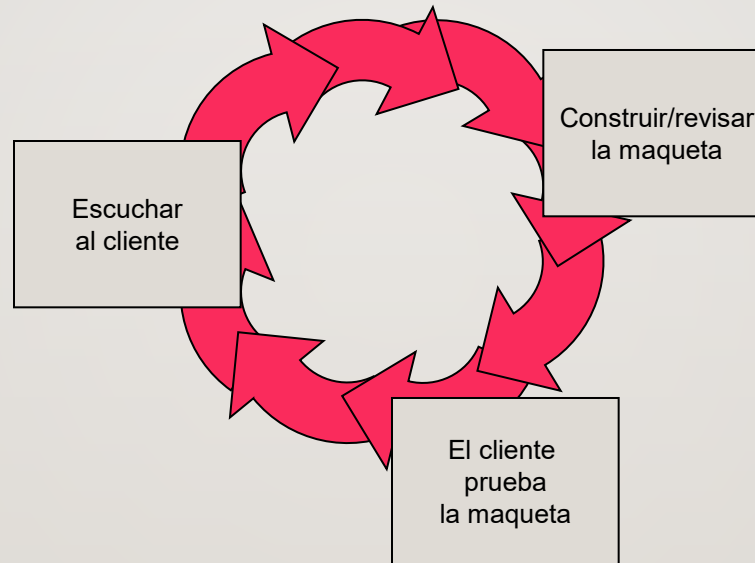 Construir/revisar
la maqueta
Escuchar
al cliente
El cliente
prueba
la maqueta